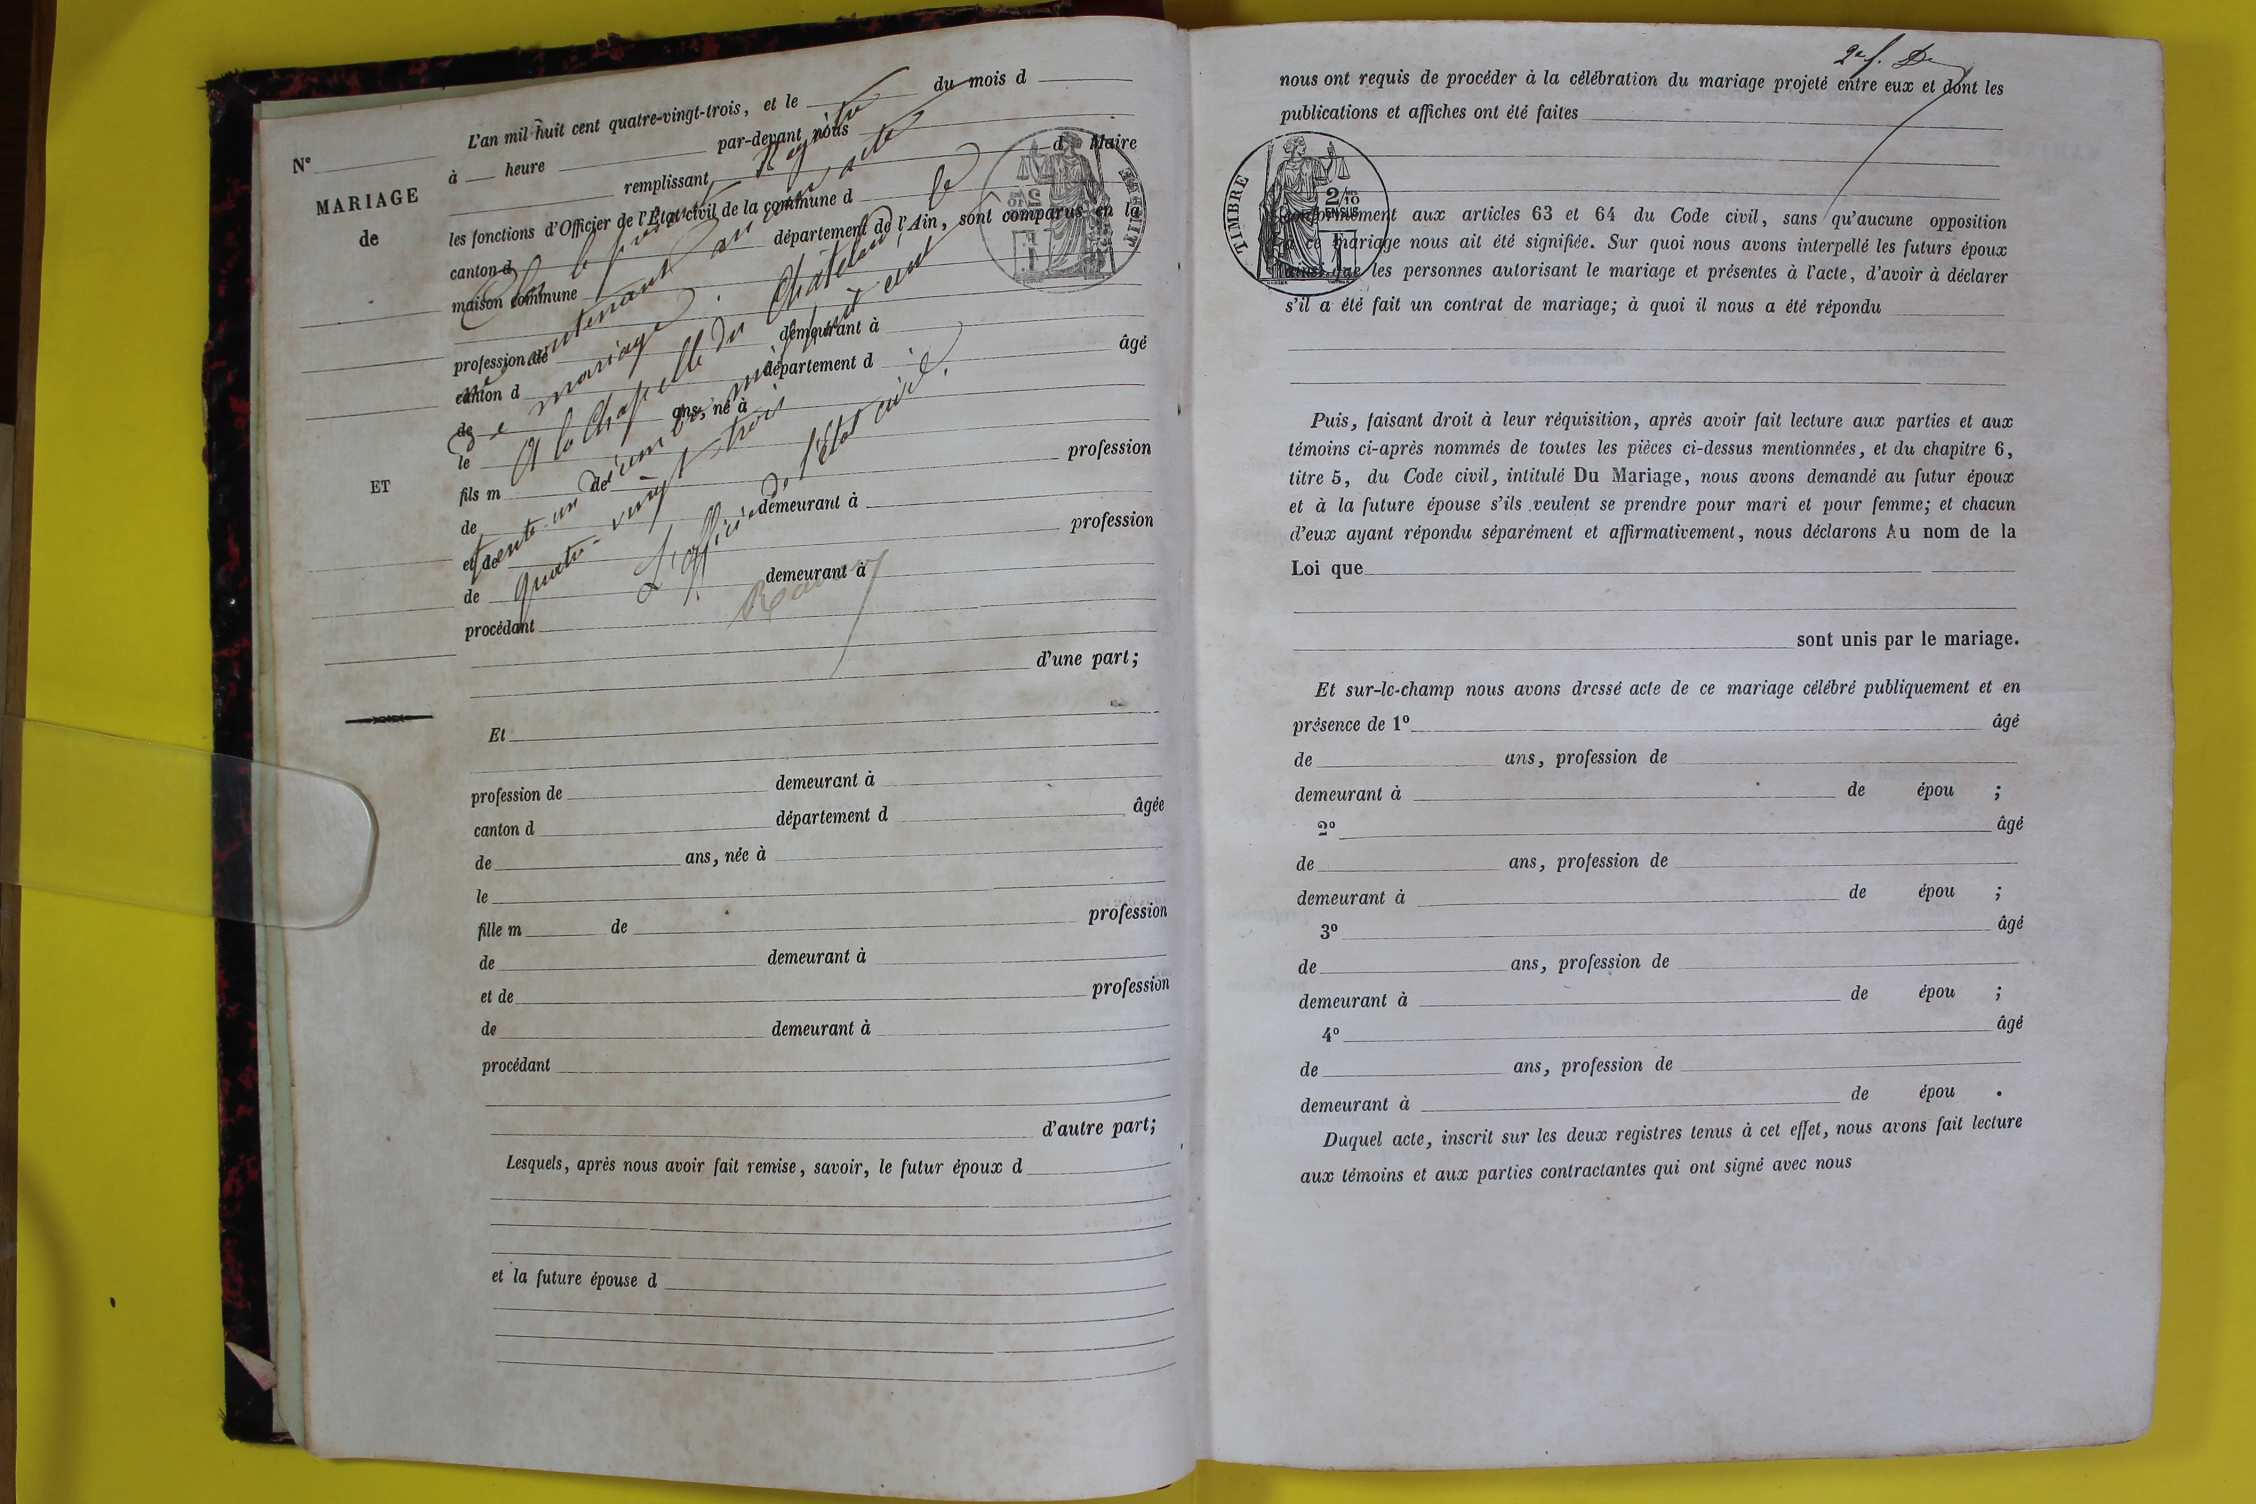 N°
MARIAGE
de
ET
L'an mil huit cent quatre-vingt-trois, et le du mois d
à heure par-devant nous
remplissant d Maire
les fonctions d'Officier de l'État civil de la commune d
canton d département de l'Ain, sont comparus en la
maison commune
profession de demeurant à
canton d département d âgé
de ans, né à
le
fils m de profession
de demeurant à
et de profession
de demeurant à
procédant
d'une part;
Clos le présent Registre
contenant un acte
de mariage.
A la Chapelle du Châtelard, le
trente-un décembre mil huit cent
quatre-vingt-trois
L'officier de l'État civil.
Et
profession de demeurant à
canton d département d âgée
de ans, née à
le
fille m de profession
de demeurant à
et de profession
de demeurant à
procédant
d'autre part;
Lesquels, après nous avoir fait remise, savoir, le futur époux d
et la future épouse d
2e f.
nous ont requis de procéder à la célébration du mariage projeté entre eux et dont les
publications et affiches ont été faites
TIMBRE
2/10
EN SUS
conformément aux articles 63 et 64 du Code civil, sans qu'aucune opposition
à ce mariage nous ait été signifiée. Sur quoi nous avons interpellé les futurs époux
ainsi que les personnes autorisant le mariage et présentes à l'acte, d'avoir à déclarer
s'il a été fait un contrat de mariage; à quoi il nous a été répondu
Puis, faisant droit à leur réquisition, après avoir fait lecture aux parties et aux
témoins ci-après nommés de toutes les pièces ci-dessus mentionnées, et du chapitre 6,
titre 5, du Code civil, intitulé Du Mariage, nous avons demandé au futur époux
et à la future épouse s'ils veulent se prendre pour mari et pour femme; et chacun
d'eux ayant répondu séparément et affirmativement, nous déclarons Au nom de la
Loi que
sont unis par le mariage.
Et sur-le-champ nous avons dressé acte de ce mariage célébré publiquement et en
présence de 1° âgé
de ans, profession de
demeurant à de épou ;
2° âgé
de ans, profession de
demeurant à de épou ;
3° âgé
de ans, profession de
demeurant à de épou ;
4° âgé
de ans, profession de
demeurant à de épou .
Duquel acte, inscrit sur les deux registres tenus à cet effet, nous avons fait lecture
aux témoins et aux parties contractantes qui ont signé avec nous